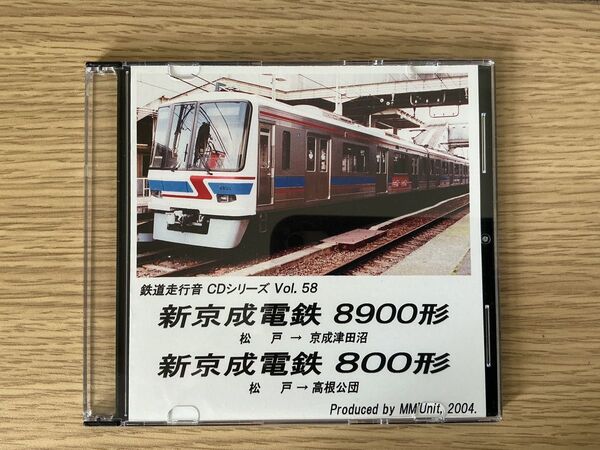 鉄道走行音 CDシリーズ Vol. 58
新京成電鉄 8900形
松 戸 → 京成津田沼
新京成電鉄 800形
松 戸 → 高根公団
Produced by MM'Unit, 2004.